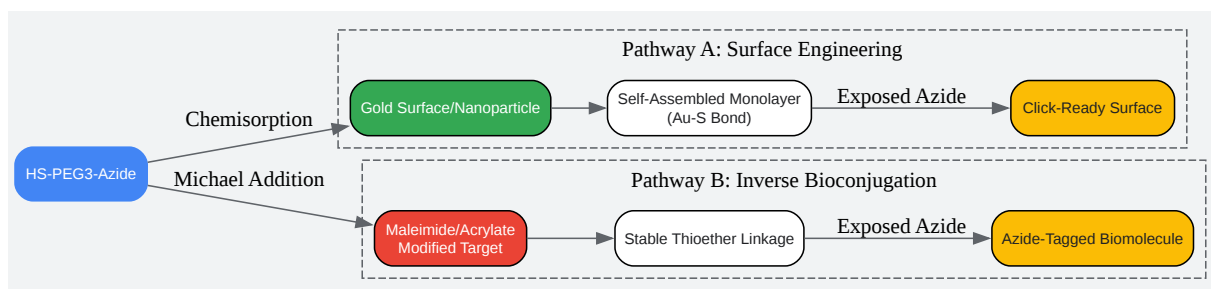 Pathway A: Surface Engineering
Chemisorption
Gold Surface/Nanoparticle
Self-Assembled Monolayer
(Au-S Bond)
Exposed Azide
Click-Ready Surface
HS-PEG3-Azide
Michael Addition
Pathway B: Inverse Bioconjugation
Maleimide/Acrylate
Modified Target
Stable Thioether Linkage
Exposed Azide
Azide-Tagged Biomolecule